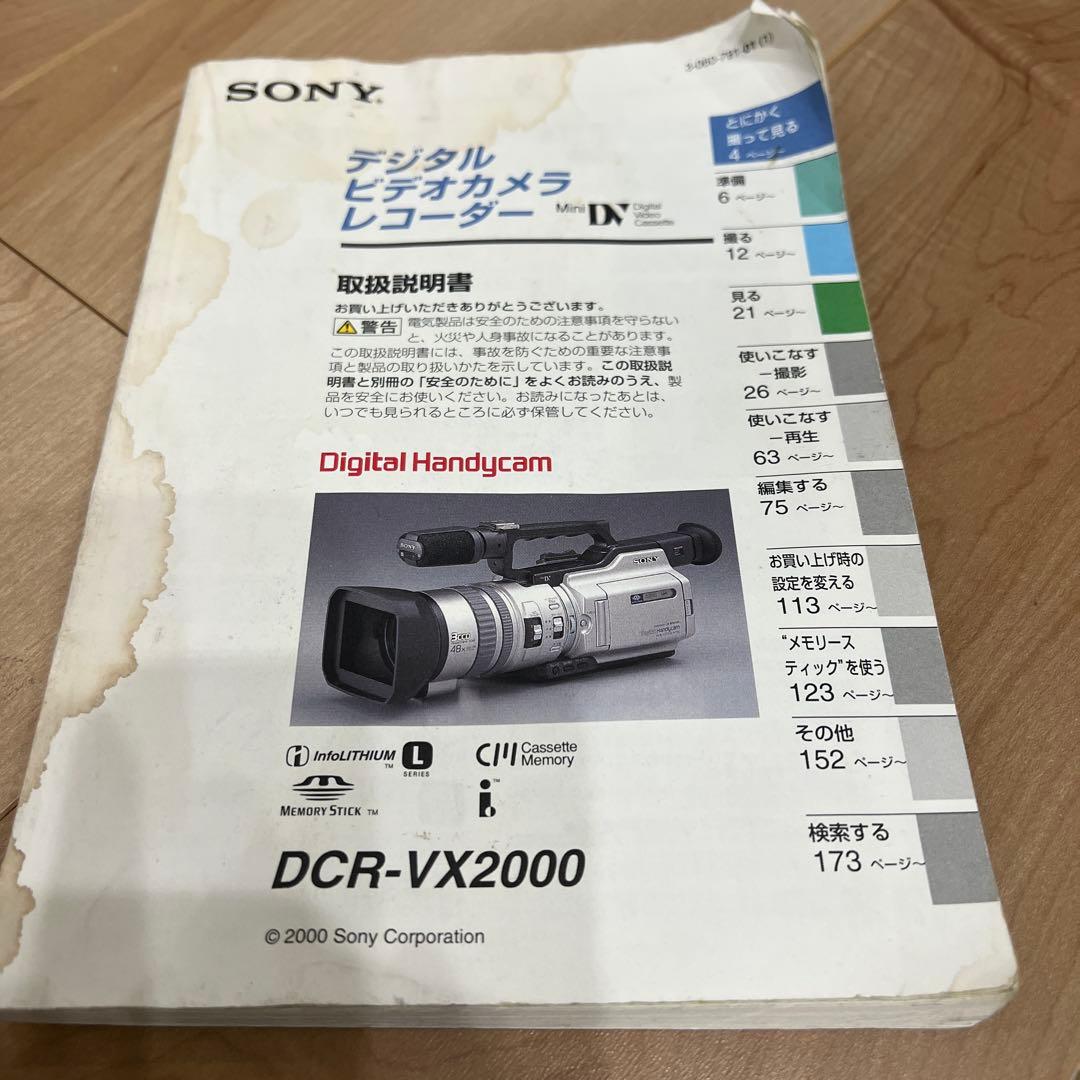 SONY
3-060-791-01 (1)
デジタル
ビデオカメラ
レコーダー
Mini DV Digital Video Cassette
取扱説明書
お買い上げいただきありがとうございます。
警告 電気製品は安全のための注意事項を守らない
と、火災や人身事故になることがあります。
この取扱説明書には、事故を防ぐための重要な注意事
項と製品の取り扱いかたを示しています。この取扱説
明書と別冊の「安全のために」をよくお読みのうえ、製
品を安全にお使いください。お読みになったあとは、
いつでも見られるところに必ず保管してください。
Digital Handycam
SONY
SONY
3CCD
48x
Digital Handycam
InfoLITHIUM TM L SERIES
Cassette
Memory
MEMORY STICK TM
i TM
DCR-VX2000
© 2000 Sony Corporation
とにかく
撮って見る
4 ページ
準備
6 ページ〜
撮る
12 ページ〜
見る
21 ページ〜
使いこなす
−撮影
26 ページ〜
使いこなす
−再生
63 ページ〜
編集する
75 ページ〜
お買い上げ時の
設定を変える
113 ページ〜
“メモリース
ティック”を使う
123 ページ〜
その他
152 ページ〜
検索する
173 ページ〜